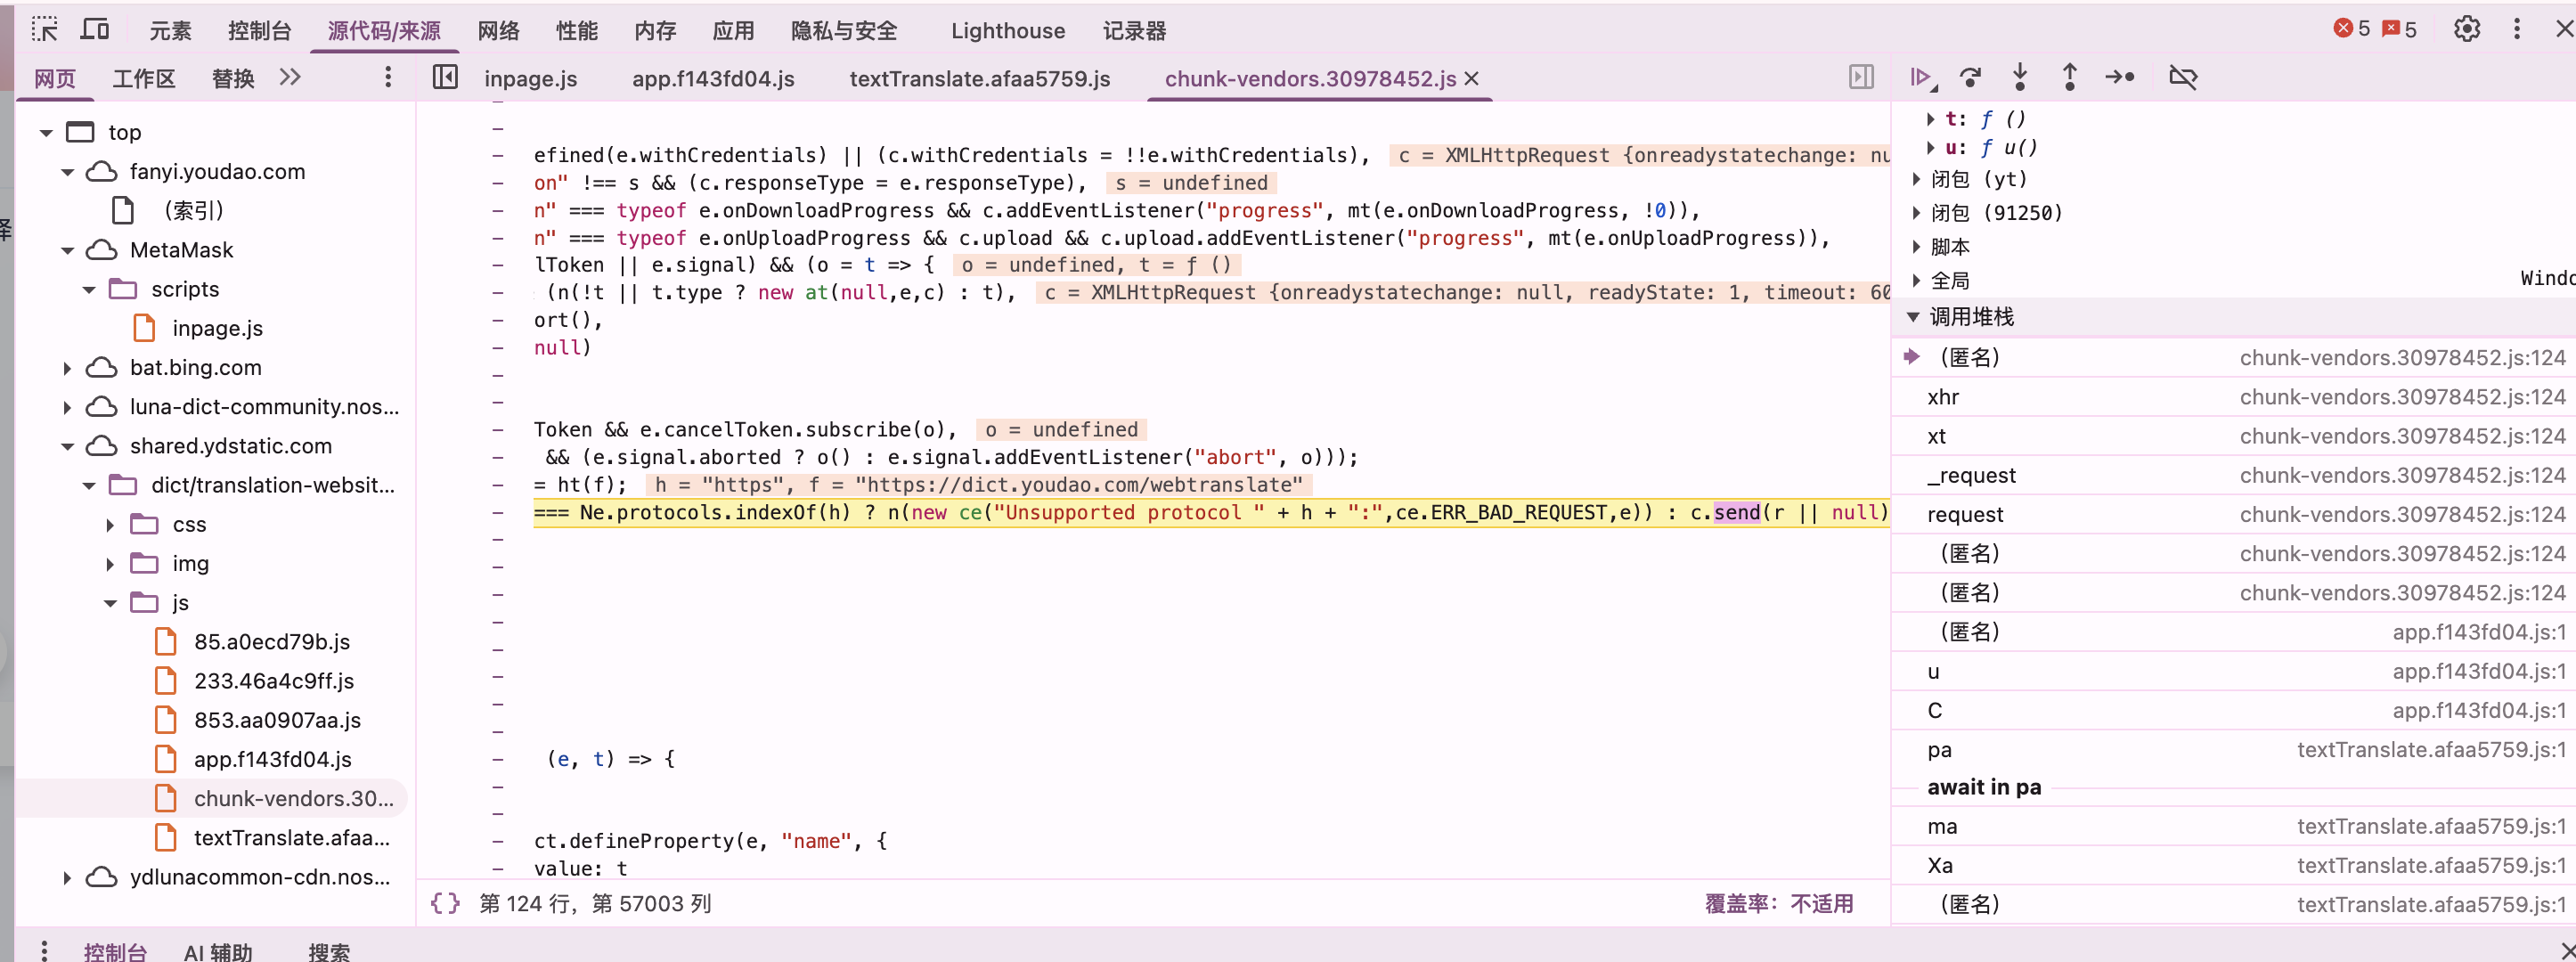 元素 控制台 源代码/来源 网络 性能 内存 应用 隐私与安全 Lighthouse 记录器 5 5
网页 工作区 替换
inpage.js app.f143fd04.js textTranslate.afaa5759.js chunk-vendors.30978452.js
top
fanyi.youdao.com
（索引）
MetaMask
scripts
inpage.js
bat.bing.com
luna-dict-community.nos...
shared.ydstatic.com
dict/translation-websit...
css
img
js
85.a0ecd79b.js
233.46a4c9ff.js
853.aa0907aa.js
app.f143fd04.js
chunk-vendors.30...
textTranslate.afaa...
ydlunacommon-cdn.nos...
efined(e.withCredentials) || (c.withCredentials = !!e.withCredentials), c = XMLHttpRequest {onreadystatechange: nu
on" !== s && (c.responseType = e.responseType), s = undefined
n" === typeof e.onDownloadProgress && c.addEventListener("progress", mt(e.onDownloadProgress, !0)),
n" === typeof e.onUploadProgress && c.upload && c.upload.addEventListener("progress", mt(e.onUploadProgress)),
lToken || e.signal) && (o = t => { o = undefined, t = ƒ ()
(n(!t || t.type ? new at(null,e,c) : t), c = XMLHttpRequest {onreadystatechange: null, readyState: 1, timeout: 60
ort(),
null)
Token && e.cancelToken.subscribe(o), o = undefined
&& (e.signal.aborted ? o() : e.signal.addEventListener("abort", o)));
= ht(f); h = "https", f = "https://dict.youdao.com/webtranslate"
=== Ne.protocols.indexOf(h) ? n(new ce("Unsupported protocol " + h + ":",ce.ERR_BAD_REQUEST,e)) : c.send(r || null)
(e, t) => {
ct.defineProperty(e, "name", {
value: t
{} 第 124 行，第 57003 列 覆盖率：不适用
t: ƒ ()
u: ƒ u()
闭包 (yt)
闭包 (91250)
脚本
全局 Windo
调用堆栈
（匿名） chunk-vendors.30978452.js:124
xhr chunk-vendors.30978452.js:124
xt chunk-vendors.30978452.js:124
_request chunk-vendors.30978452.js:124
request chunk-vendors.30978452.js:124
（匿名） chunk-vendors.30978452.js:124
（匿名） chunk-vendors.30978452.js:124
（匿名） app.f143fd04.js:1
u app.f143fd04.js:1
C app.f143fd04.js:1
pa textTranslate.afaa5759.js:1
await in pa
ma textTranslate.afaa5759.js:1
Xa textTranslate.afaa5759.js:1
（匿名） textTranslate.afaa5759.js:1
控制台 AI 辅助 搜索